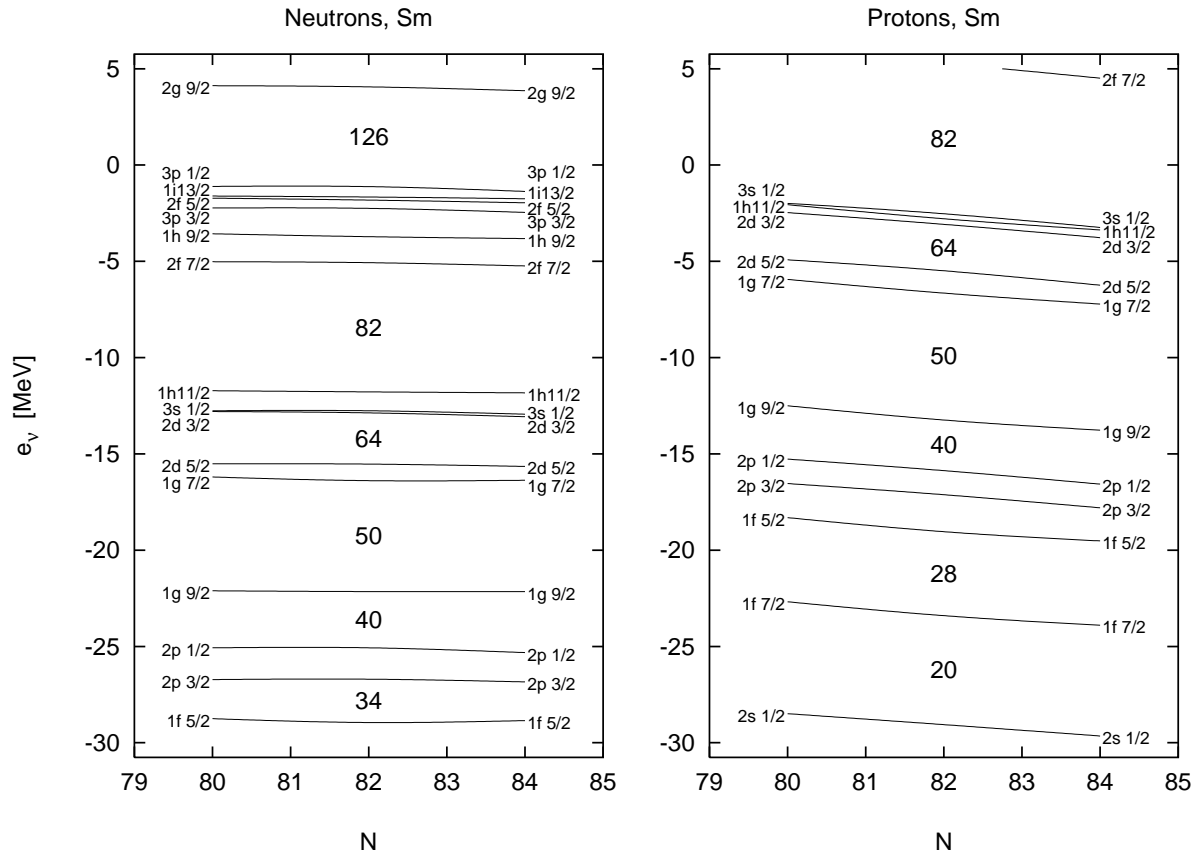 Neutrons, Sm
e_ν [MeV]
5
0
-5
-10
-15
-20
-25
-30
79 80 81 82 83 84 85
N
2g 9/2 2g 9/2
126
3p 1/2 3p 1/2
1i13/2 1i13/2
2f 5/2 2f 5/2
3p 3/2 3p 3/2
1h 9/2 1h 9/2
2f 7/2 2f 7/2
82
1h11/2 1h11/2
3s 1/2 3s 1/2
2d 3/2 2d 3/2
64
2d 5/2 2d 5/2
1g 7/2 1g 7/2
50
1g 9/2 1g 9/2
40
2p 1/2 2p 1/2
2p 3/2 2p 3/2
34
1f 5/2 1f 5/2
Protons, Sm
5
0
-5
-10
-15
-20
-25
-30
79 80 81 82 83 84 85
N
2f 7/2
82
3s 1/2 3s 1/2
1h11/2 1h11/2
2d 3/2 2d 3/2
64
2d 5/2 2d 5/2
1g 7/2 1g 7/2
50
1g 9/2 1g 9/2
40
2p 1/2 2p 1/2
2p 3/2 2p 3/2
1f 5/2 1f 5/2
28
1f 7/2 1f 7/2
20
2s 1/2 2s 1/2